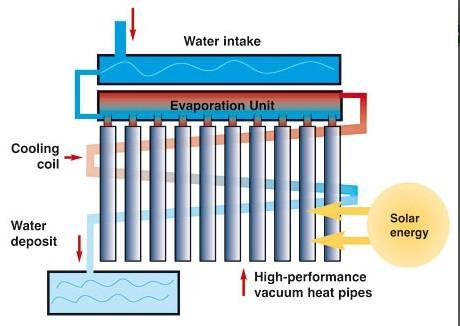 Water intake
Evaporation Unit
Cooling
coil
Water
deposit
Solar
energy
High-performance
vacuum heat pipes